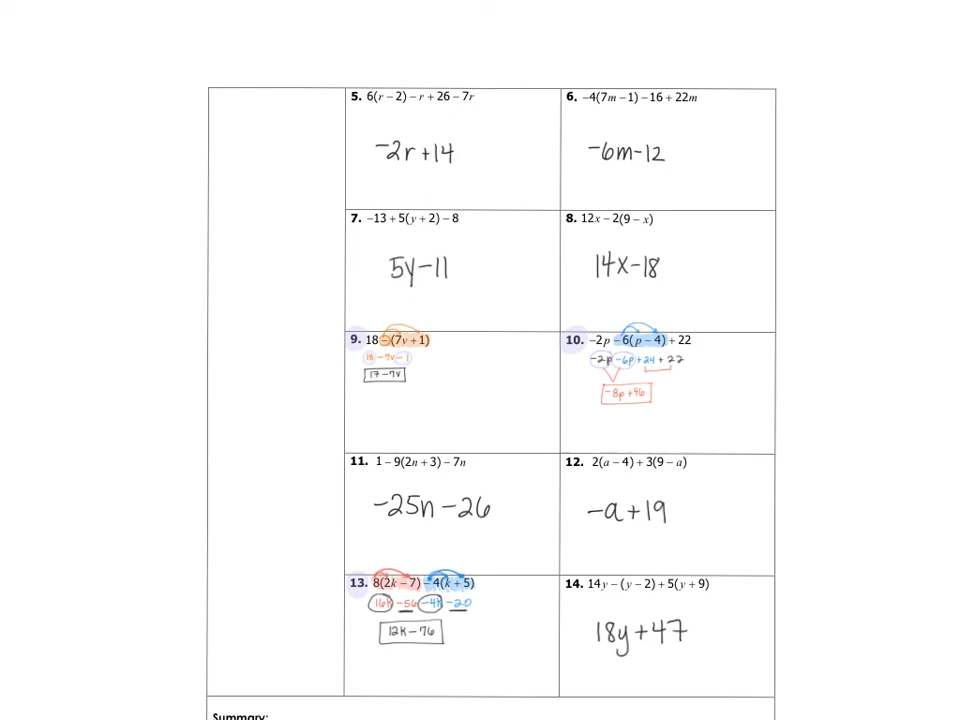 5. 6(r − 2) − r + 26 − 7r
-2r +14
6. −4(7m − 1) − 16 + 22m
-6m-12
7. −13 + 5(y + 2) − 8
5y-11
8. 12x − 2(9 − x)
14x-18
9. 18 − (7v + 1)
18 -7v -1
17 -7v
10. −2p − 6(p − 4) + 22
-2p -6p +24 +22
-8p +46
11. 1 − 9(2n + 3) − 7n
-25n -26
12. 2(a − 4) + 3(9 − a)
-a +19
13. 8(2k − 7) − 4(k + 5)
16k -56 -4k -20
12k - 76
14. 14y − (y − 2) + 5(y + 9)
18y +47
Summary: